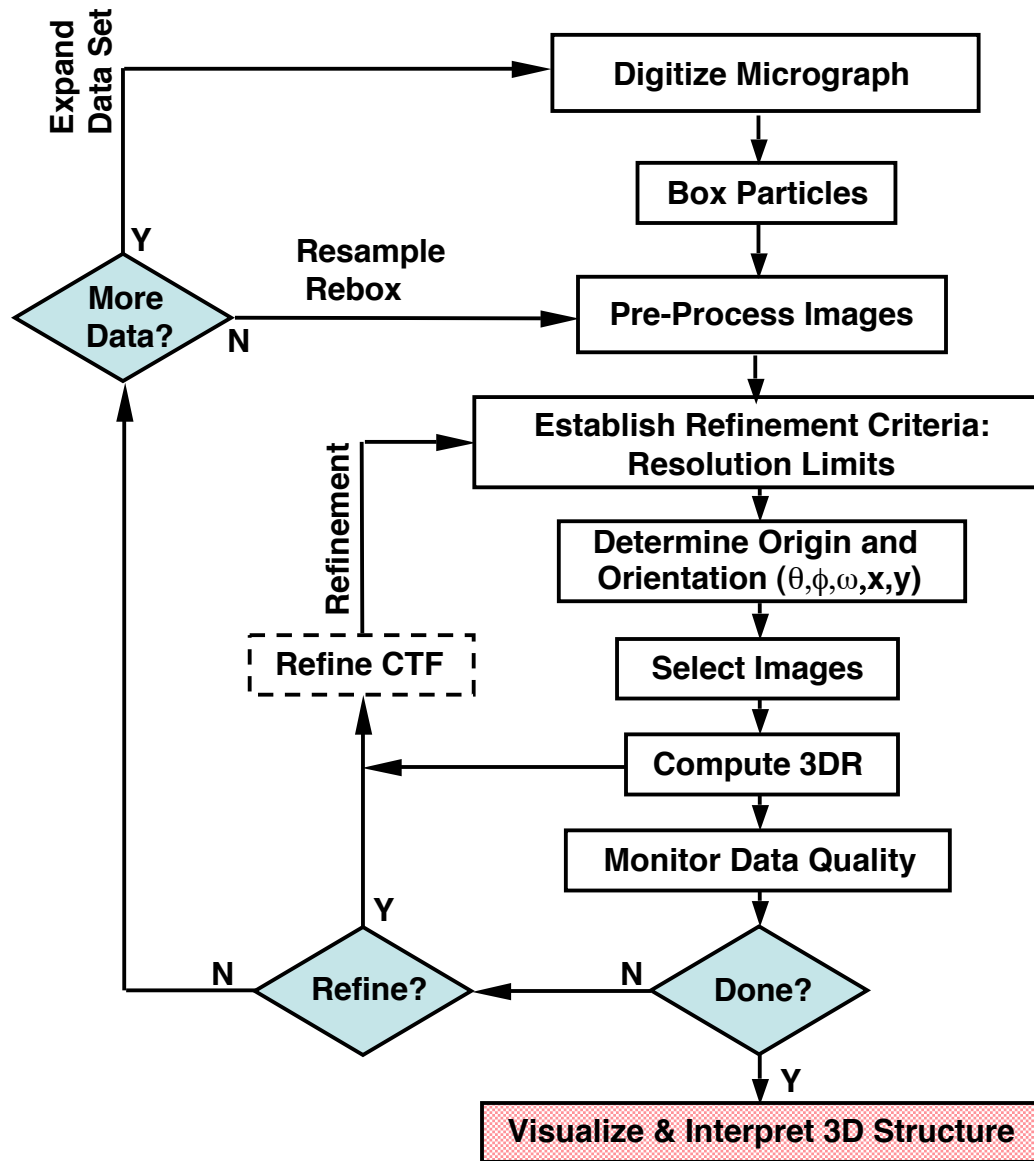 Expand
Data Set
Digitize Micrograph
Box Particles
Y
Resample
Rebox
More
Data?
N
Pre-Process Images
Establish Refinement Criteria:
Resolution Limits
Refinement
Determine Origin and
Orientation (θ,ϕ,ω,x,y)
Refine CTF
Select Images
Compute 3DR
Monitor Data Quality
Y
N
Refine?
N
Done?
Y
Visualize & Interpret 3D Structure